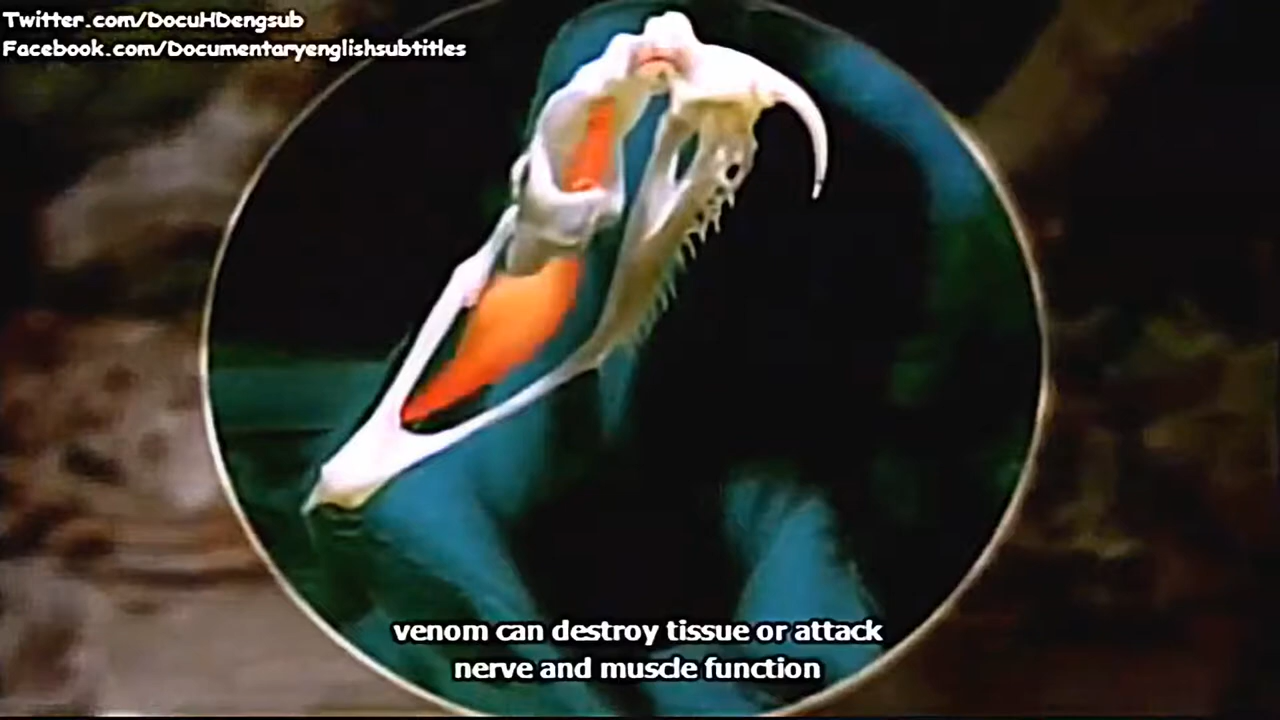 Twitter.com/DocuHDengsub
Facebook.com/Documentaryenglishsubtitles
venom can destroy tissue or attack
nerve and muscle function